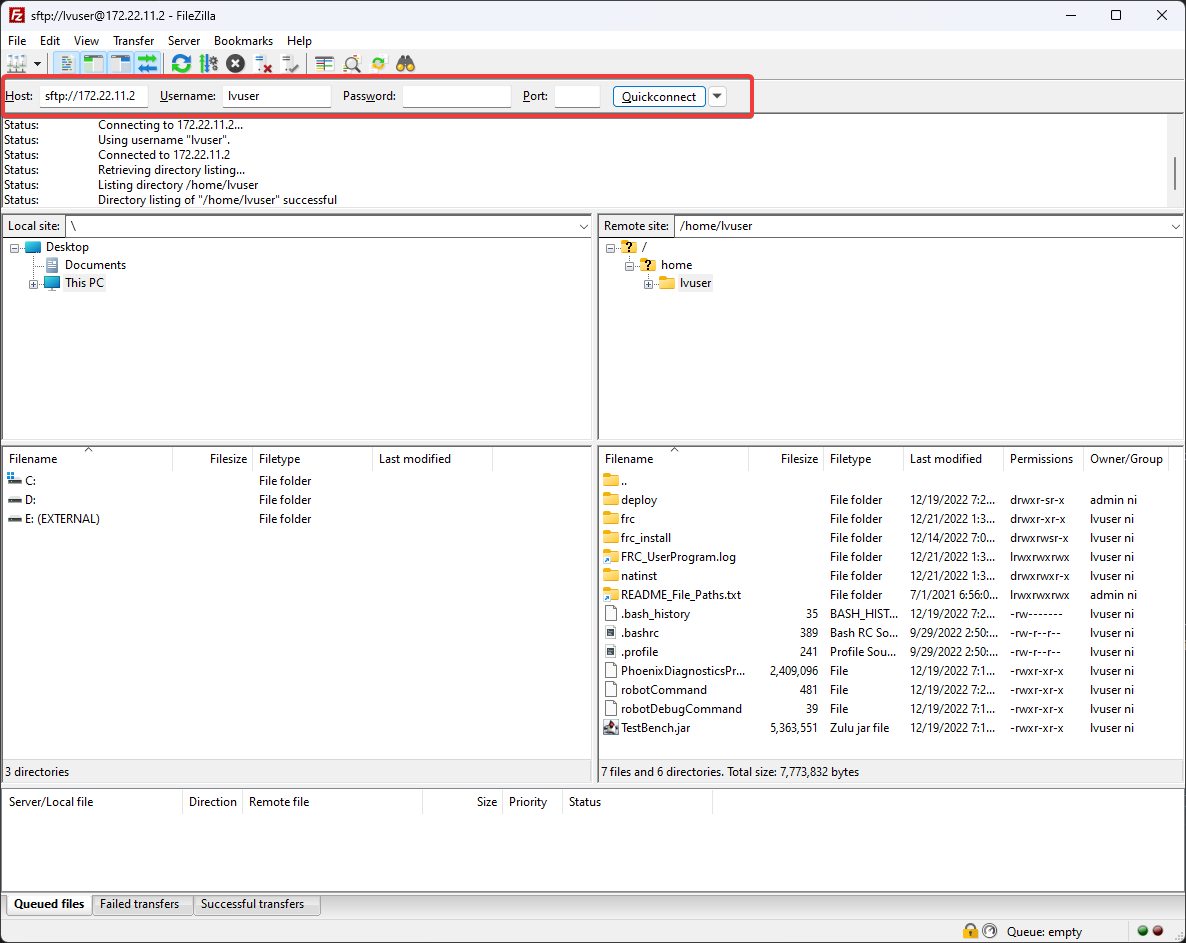 sftp://lvuser@172.22.11.2 - FileZilla
File Edit View Transfer Server Bookmarks Help
Host: sftp://172.22.11.2 Username: lvuser Password: Port: Quickconnect
Status: Connecting to 172.22.11.2...
Status: Using username "lvuser".
Status: Connected to 172.22.11.2
Status: Retrieving directory listing...
Status: Listing directory /home/lvuser
Status: Directory listing of "/home/lvuser" successful
Local site: \
Desktop
Documents
This PC
Remote site: /home/lvuser
/
home
lvuser
Filename Filesize Filetype Last modified
C: File folder
D: File folder
E: (EXTERNAL) File folder
3 directories
Filename Filesize Filetype Last modified Permissions Owner/Group
..
deploy File folder 12/19/2022 7:2... drwxr-sr-x admin ni
frc File folder 12/21/2022 1:3... drwxr-xr-x lvuser ni
frc_install File folder 12/14/2022 7:0... drwxrwsr-x lvuser ni
FRC_UserProgram.log File folder 12/21/2022 1:3... lrwxrwxrwx lvuser ni
natinst File folder 12/21/2022 1:3... drwxrwxr-x lvuser ni
README_File_Paths.txt File folder 7/1/2021 6:56:0... lrwxrwxrwx admin ni
.bash_history 35 BASH_HIST... 12/19/2022 7:2... -rw------- lvuser ni
.bashrc 389 Bash RC So... 9/29/2022 2:50:... -rw-r--r-- lvuser ni
.profile 241 Profile Sou... 9/29/2022 2:50:... -rw-r--r-- lvuser ni
PhoenixDiagnosticsPr... 2,409,096 File 12/19/2022 7:1... -rwxr-xr-x lvuser ni
robotCommand 481 File 12/19/2022 7:2... -rwxr-xr-x lvuser ni
robotDebugCommand 39 File 12/19/2022 7:1... -rwxr-xr-x lvuser ni
TestBench.jar 5,363,551 Zulu jar file 12/19/2022 7:1... -rwxr-xr-x lvuser ni
7 files and 6 directories. Total size: 7,773,832 bytes
Server/Local file Direction Remote file Size Priority Status
Queued files Failed transfers Successful transfers
Queue: empty